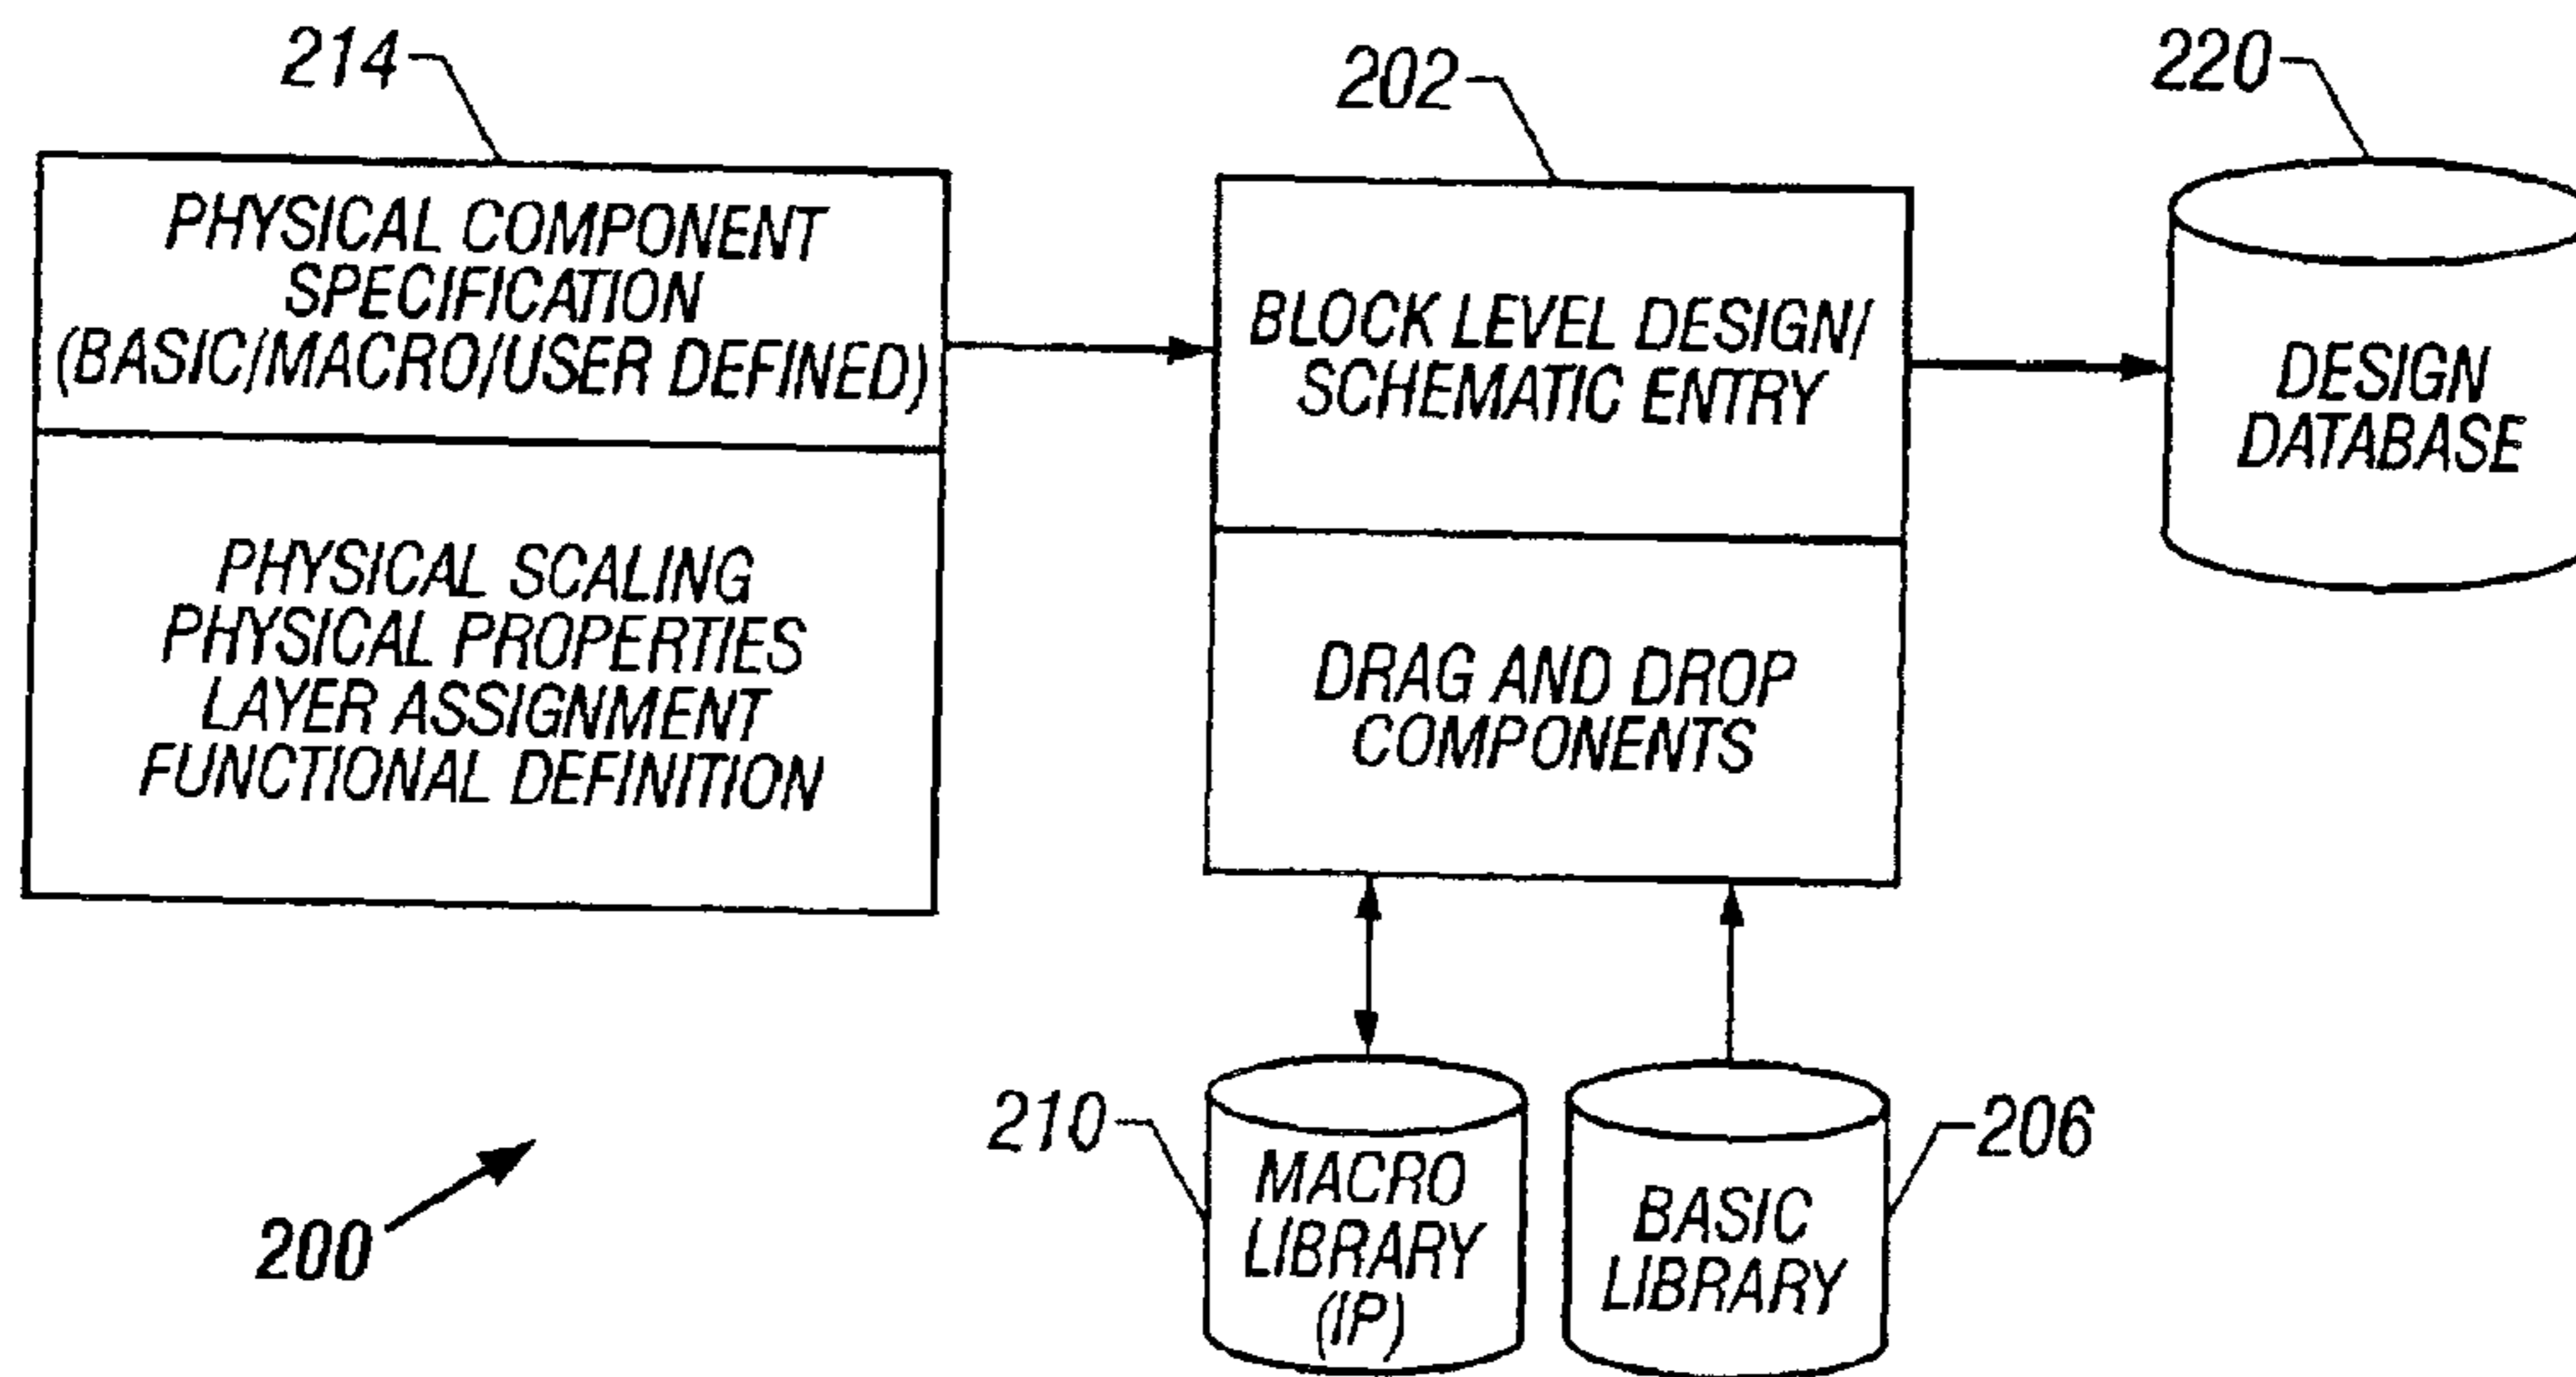 214
202
220
PHYSICAL COMPONENT
SPECIFICATION
(BASIC/MACRO/USER DEFINED)
PHYSICAL SCALING
PHYSICAL PROPERTIES
LAYER ASSIGNMENT
FUNCTIONAL DEFINITION
BLOCK LEVEL DESIGN/
SCHEMATIC ENTRY
DRAG AND DROP
COMPONENTS
DESIGN
DATABASE
210
MACRO
LIBRARY
(IP)
BASIC
LIBRARY
206
200